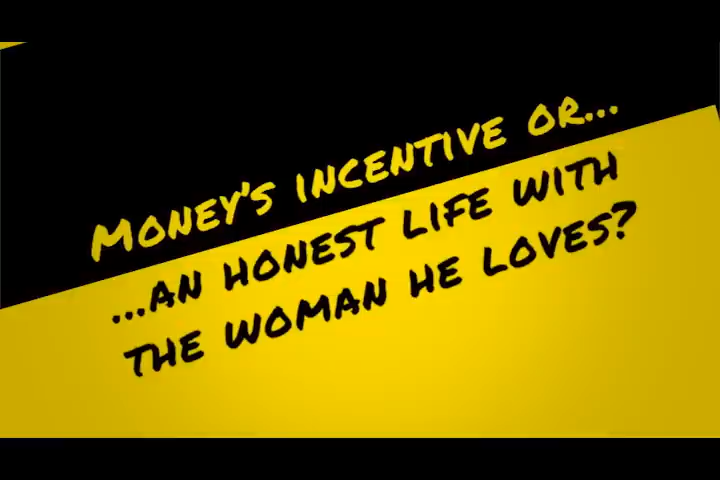 Money's incentive or...
...an honest life with
the woman he loves?